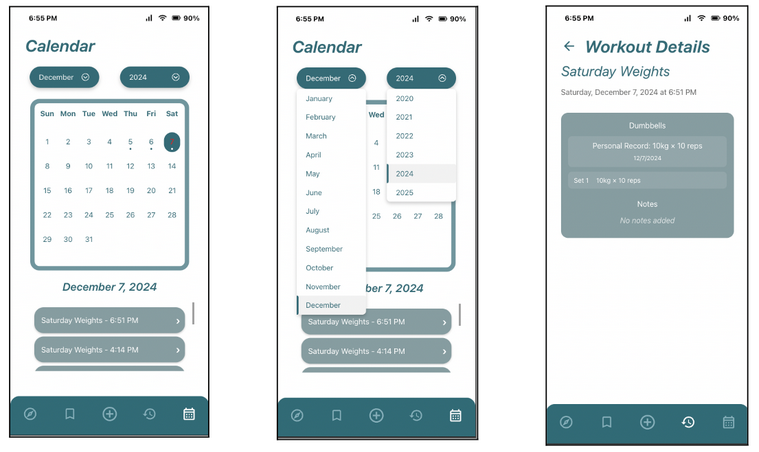 6:55 PM 90%
Calendar
December 2024
Sun Mon Tue Wed Thu Fri Sat
1 2 3 4 5 6
8 9 10 11 12 13 14
15 16 17 18 19 20 21
22 23 24 25 26 27 28
29 30 31
December 7, 2024
Saturday Weights - 6:51 PM
Saturday Weights - 4:14 PM
6:55 PM 90%
Calendar
December 2024
January
February
March
April
May
June
July
August
September
October
November
December
2020
2021
2022
2023
2024
2025
Wed
4
11
18
25 26 27 28
ber 7, 2024
Saturday Weights - 6:51 PM
Saturday Weights - 4:14 PM
6:55 PM 90%
Workout Details
Saturday Weights
Saturday, December 7, 2024 at 6:51 PM
Dumbbells
Personal Record: 10kg × 10 reps
12/7/2024
Set 1 10kg × 10 reps
Notes
No notes added